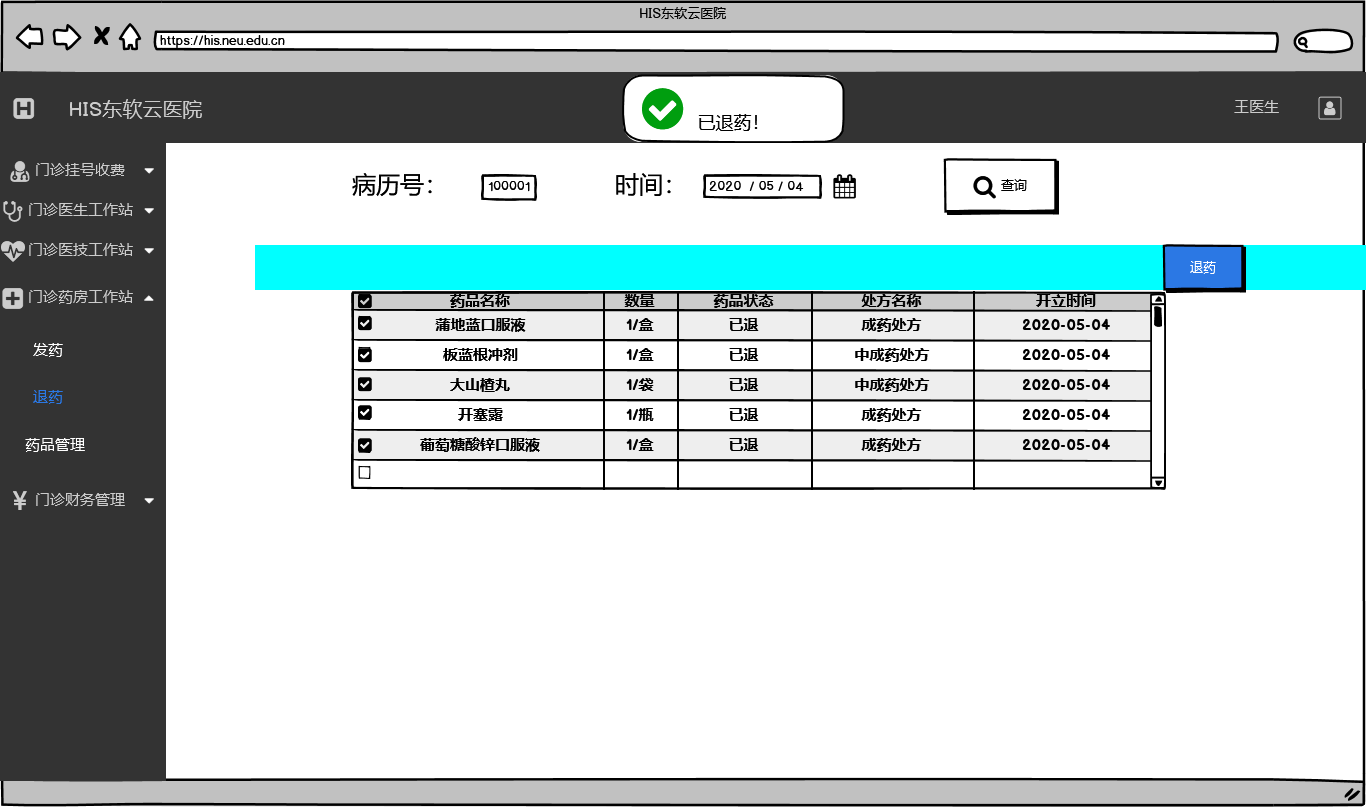 HIS东软云医院
https://his.neu.edu.cn
HIS东软云医院
已退药！
王医生
门诊挂号收费
门诊医生工作站
门诊医技工作站
门诊药房工作站
发药
退药
药品管理
门诊财务管理
病历号： 100001 时间： 2020 / 05 / 04 查询
退药
药品名称 数量 药品状态 处方名称 开立时间
蒲地蓝口服液 1/盒 已退 成药处方 2020-05-04
板蓝根冲剂 1/盒 已退 中成药处方 2020-05-04
大山楂丸 1/袋 已退 中成药处方 2020-05-04
开塞露 1/瓶 已退 成药处方 2020-05-04
葡萄糖酸锌口服液 1/盒 已退 成药处方 2020-05-04